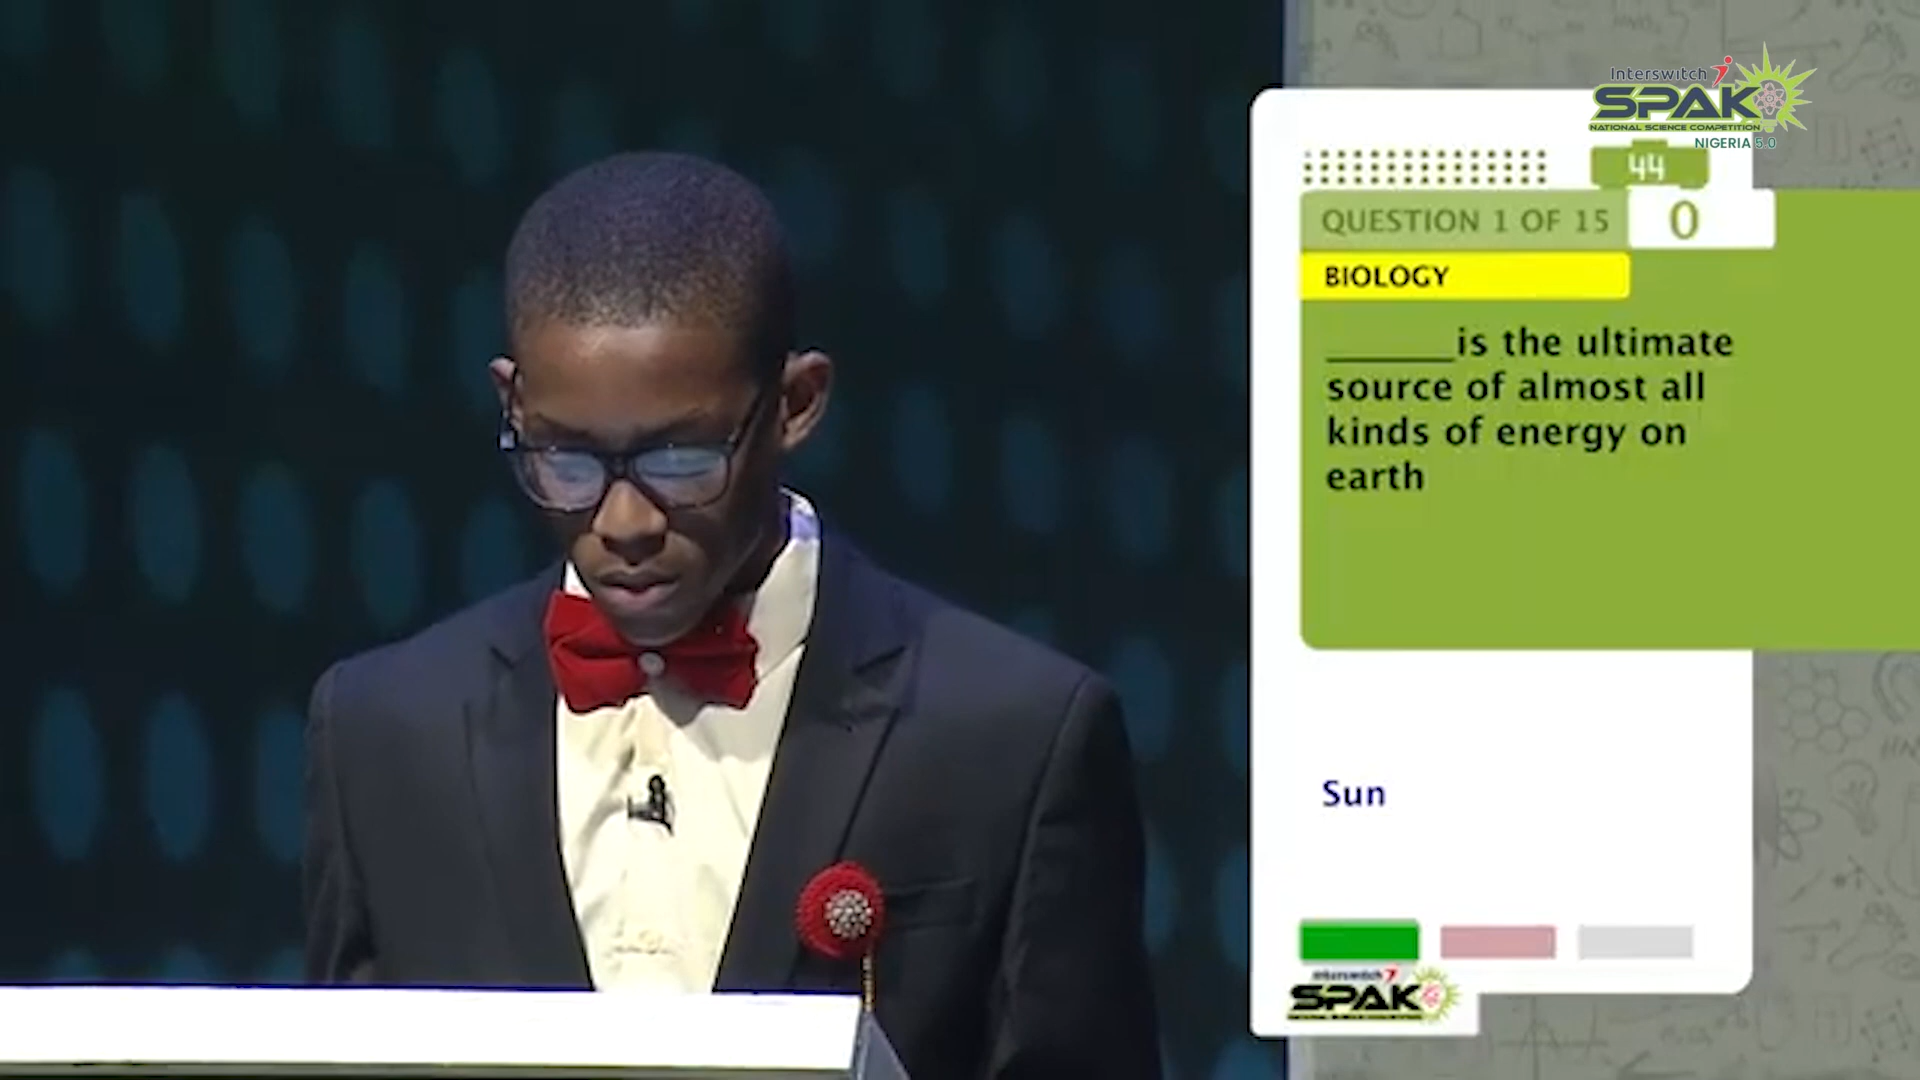 Interswitch
SPAK
NATIONAL SCIENCE COMPETITION
NIGERIA 5.0
44
QUESTION 1 OF 15
0
BIOLOGY
______is the ultimate
source of almost all
kinds of energy on
earth
Sun
Interswitch
SPAK